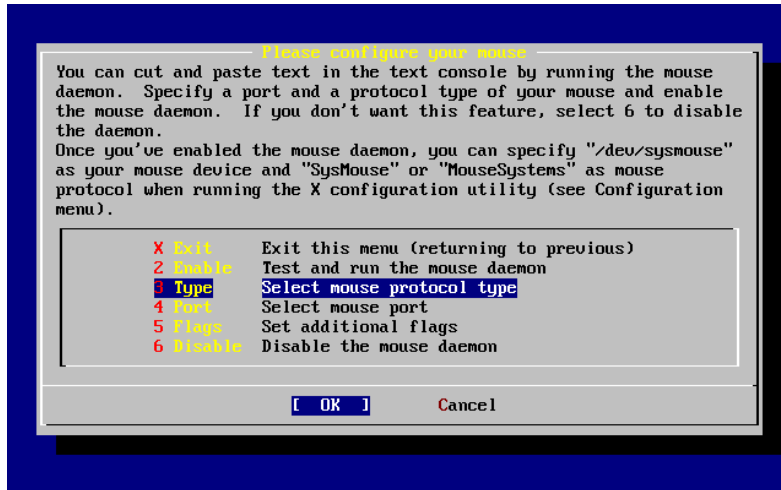 Please configure your mouse
You can cut and paste text in the text console by running the mouse
daemon.  Specify a port and a protocol type of your mouse and enable
the mouse daemon.  If you don't want this feature, select 6 to disable
the daemon.
Once you've enabled the mouse daemon, you can specify "/dev/sysmouse"
as your mouse device and "SysMouse" or "MouseSystems" as mouse
protocol when running the X configuration utility (see Configuration
menu).
X Exit Exit this menu (returning to previous)
2 Enable Test and run the mouse daemon
3 Type Select mouse protocol type
4 Port Select mouse port
5 Flags Set additional flags
6 Disable Disable the mouse daemon
[ OK ] Cancel